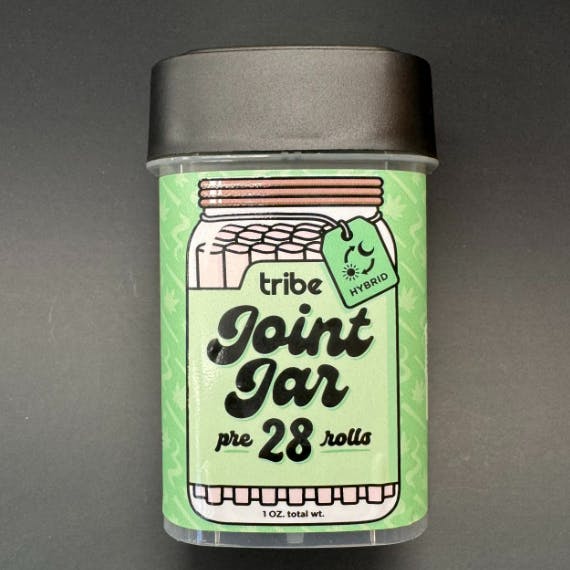 HYBRID
tribe
Joint
Jar
pre 28 rolls
1 OZ. total wt.